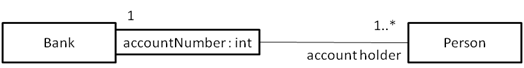 1
1..*
Bank
accountNumber : int
Person
account holder